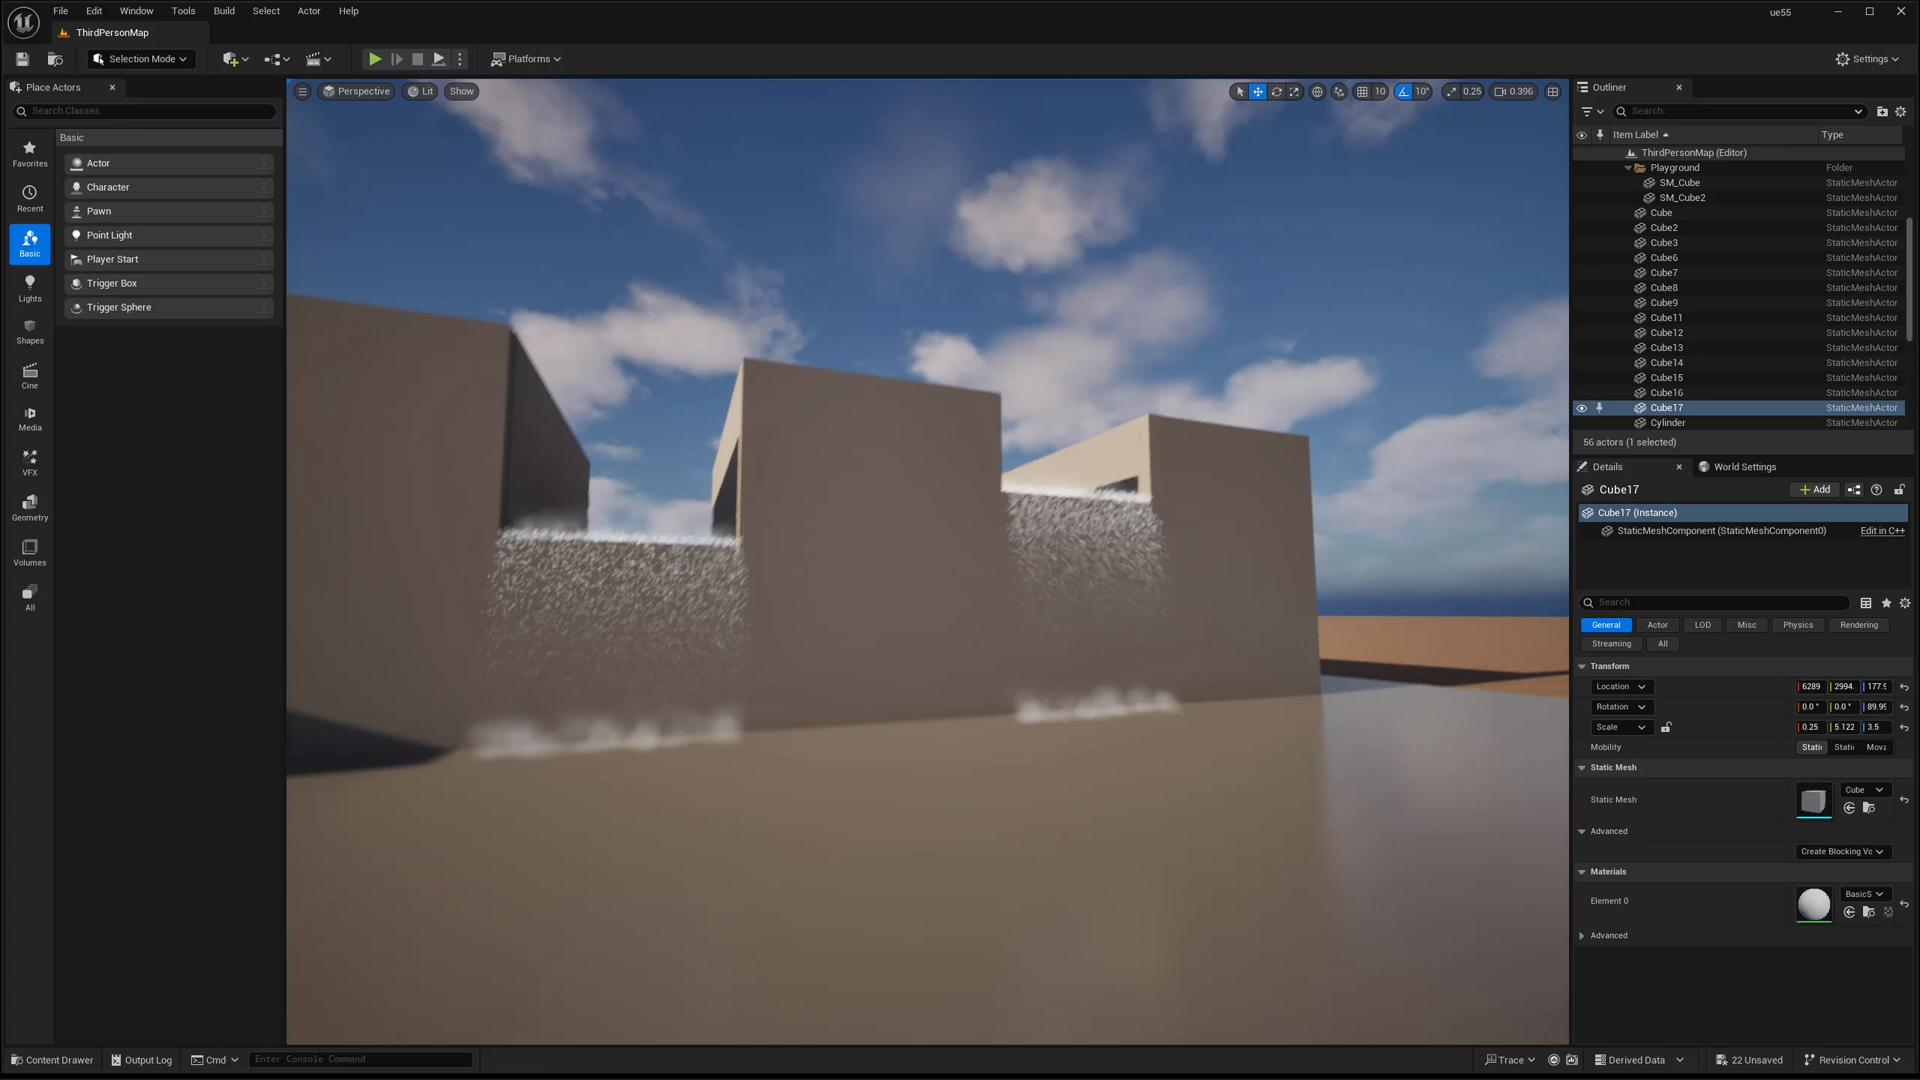 File Edit Window Tools Build Select Actor Help
ue55
ThirdPersonMap
Selection Mode
Platforms
Settings
Place Actors
Search Classes
Favorites
Recent
Basic
Lights
Shapes
Cine
Media
VFX
Geometry
Volumes
All
Basic
Actor
Character
Pawn
Point Light
Player Start
Trigger Box
Trigger Sphere
Perspective
Lit
Show
10
10°
0.25
0.396
Outliner
Search...
Item Label Type
ThirdPersonMap (Editor)
Playground Folder
SM_Cube StaticMeshActor
SM_Cube2 StaticMeshActor
Cube StaticMeshActor
Cube2 StaticMeshActor
Cube3 StaticMeshActor
Cube6 StaticMeshActor
Cube7 StaticMeshActor
Cube8 StaticMeshActor
Cube9 StaticMeshActor
Cube11 StaticMeshActor
Cube12 StaticMeshActor
Cube13 StaticMeshActor
Cube14 StaticMeshActor
Cube15 StaticMeshActor
Cube16 StaticMeshActor
Cube17 StaticMeshActor
Cylinder StaticMeshActor
56 actors (1 selected)
Details
World Settings
Cube17
Add
Cube17 (Instance)
StaticMeshComponent (StaticMeshComponent0) Edit in C++
Search
General Actor LOD Misc Physics Rendering
Streaming All
Transform
Location 6289 2994. 177.9
Rotation 0.0° 0.0° 89.99
Scale 0.25 5.122 3.5
Mobility Static Static Mova
Static Mesh
Static Mesh Cube
Advanced
Create Blocking Vo
Materials
Element 0 BasicS
Advanced
Content Drawer
Output Log
Cmd
Enter Console Command
Trace
Derived Data
22 Unsaved
Revision Control